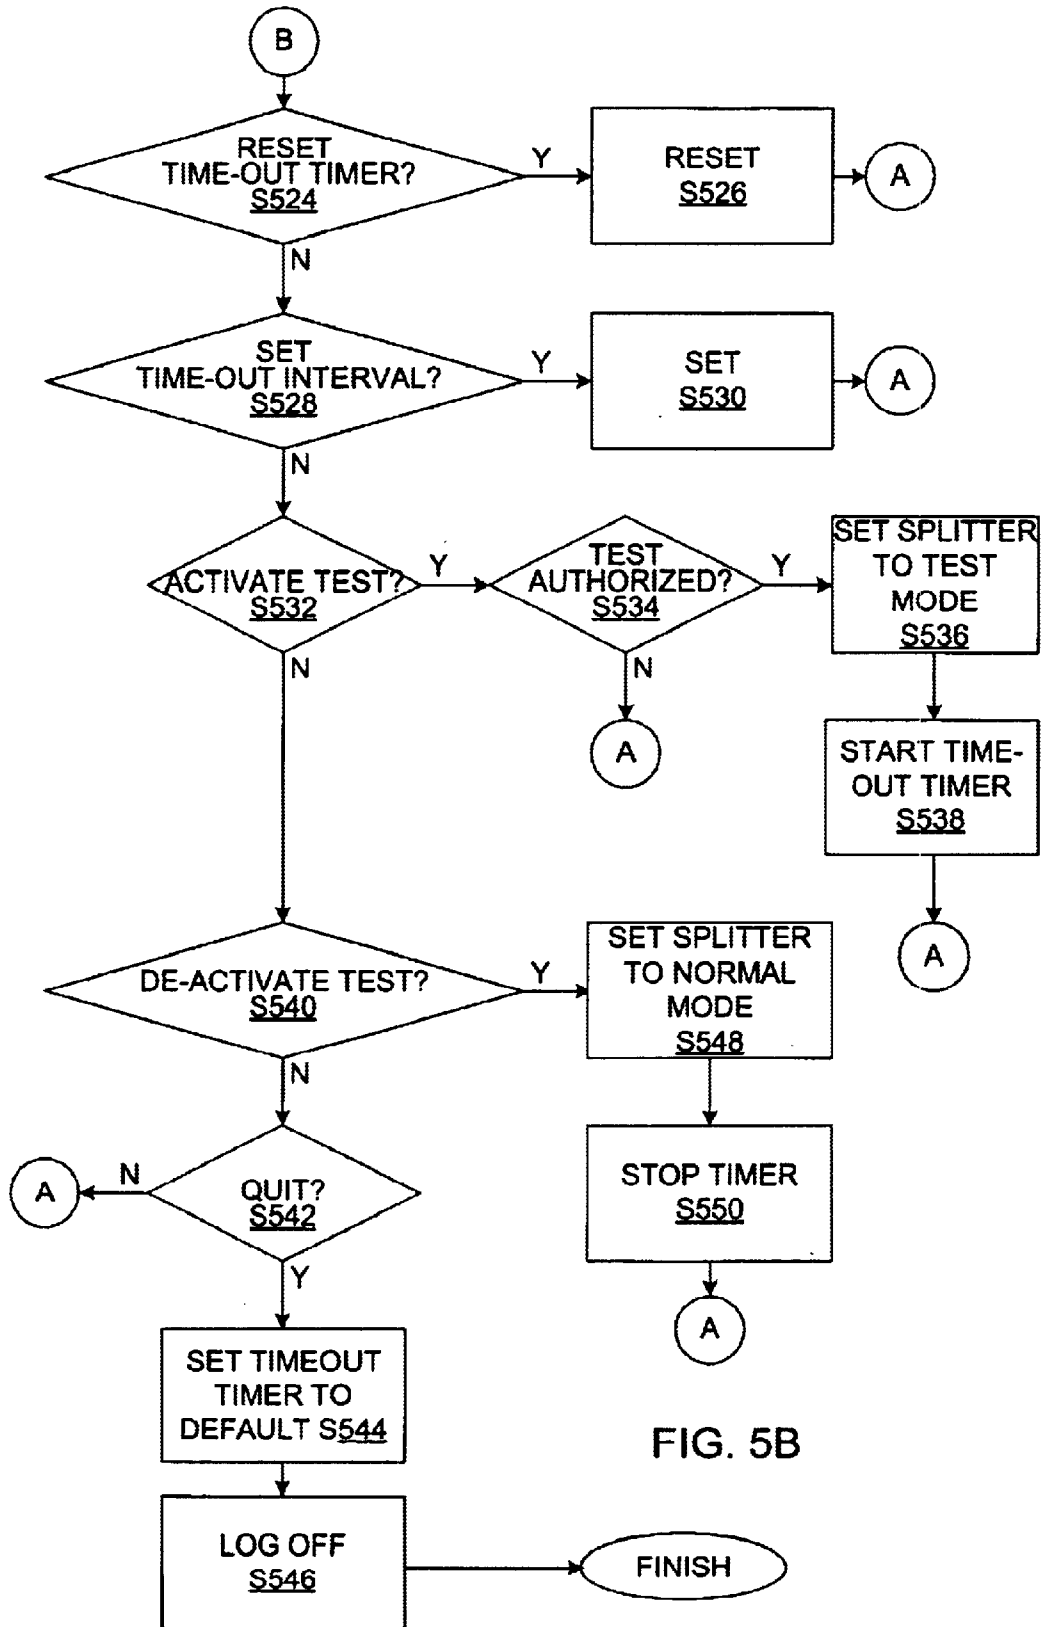 B
RESET
TIME-OUT TIMER?
S524
Y
RESET
S526
A
N
SET
TIME-OUT INTERVAL?
S528
Y
SET
S530
A
N
ACTIVATE TEST?
S532
Y
TEST
AUTHORIZED?
S534
Y
SET SPLITTER
TO TEST
MODE
S536
N
N
A
START TIME-
OUT TIMER
S538
A
DE-ACTIVATE TEST?
S540
Y
SET SPLITTER
TO NORMAL
MODE
S548
N
A
N
QUIT?
S542
STOP TIMER
S550
Y
A
SET TIMEOUT
TIMER TO
DEFAULT S544
FIG. 5B
LOG OFF
S546
FINISH